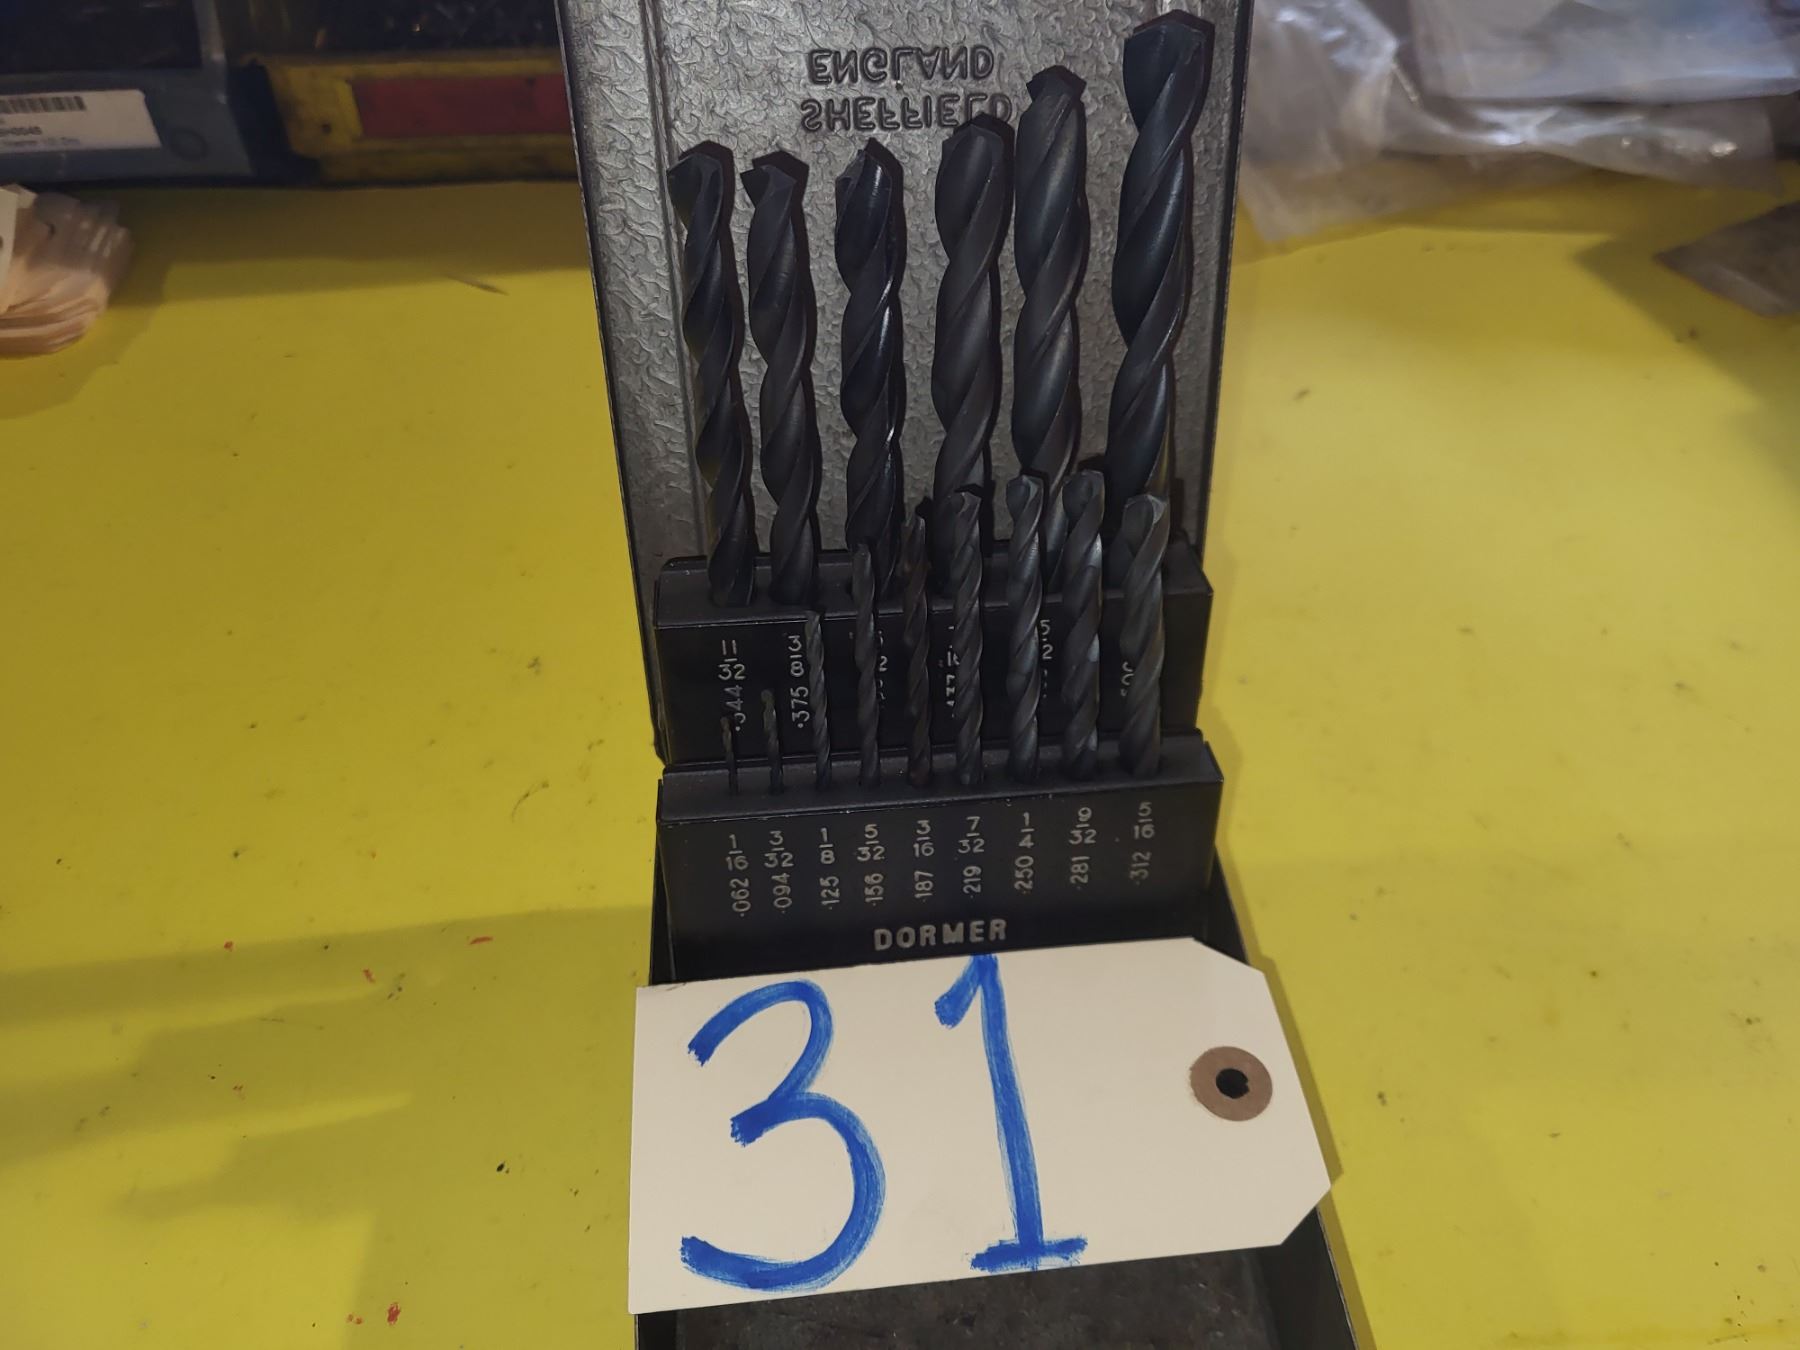 ENGLAND
SHEFFIELD
11/32 3/8
.344 .375
1/16 3/32 1/8 5/32 3/16 7/32 1/4 9/32 5/16
.062 .094 .125 .156 .187 .219 .250 .281 .312
DORMER
31